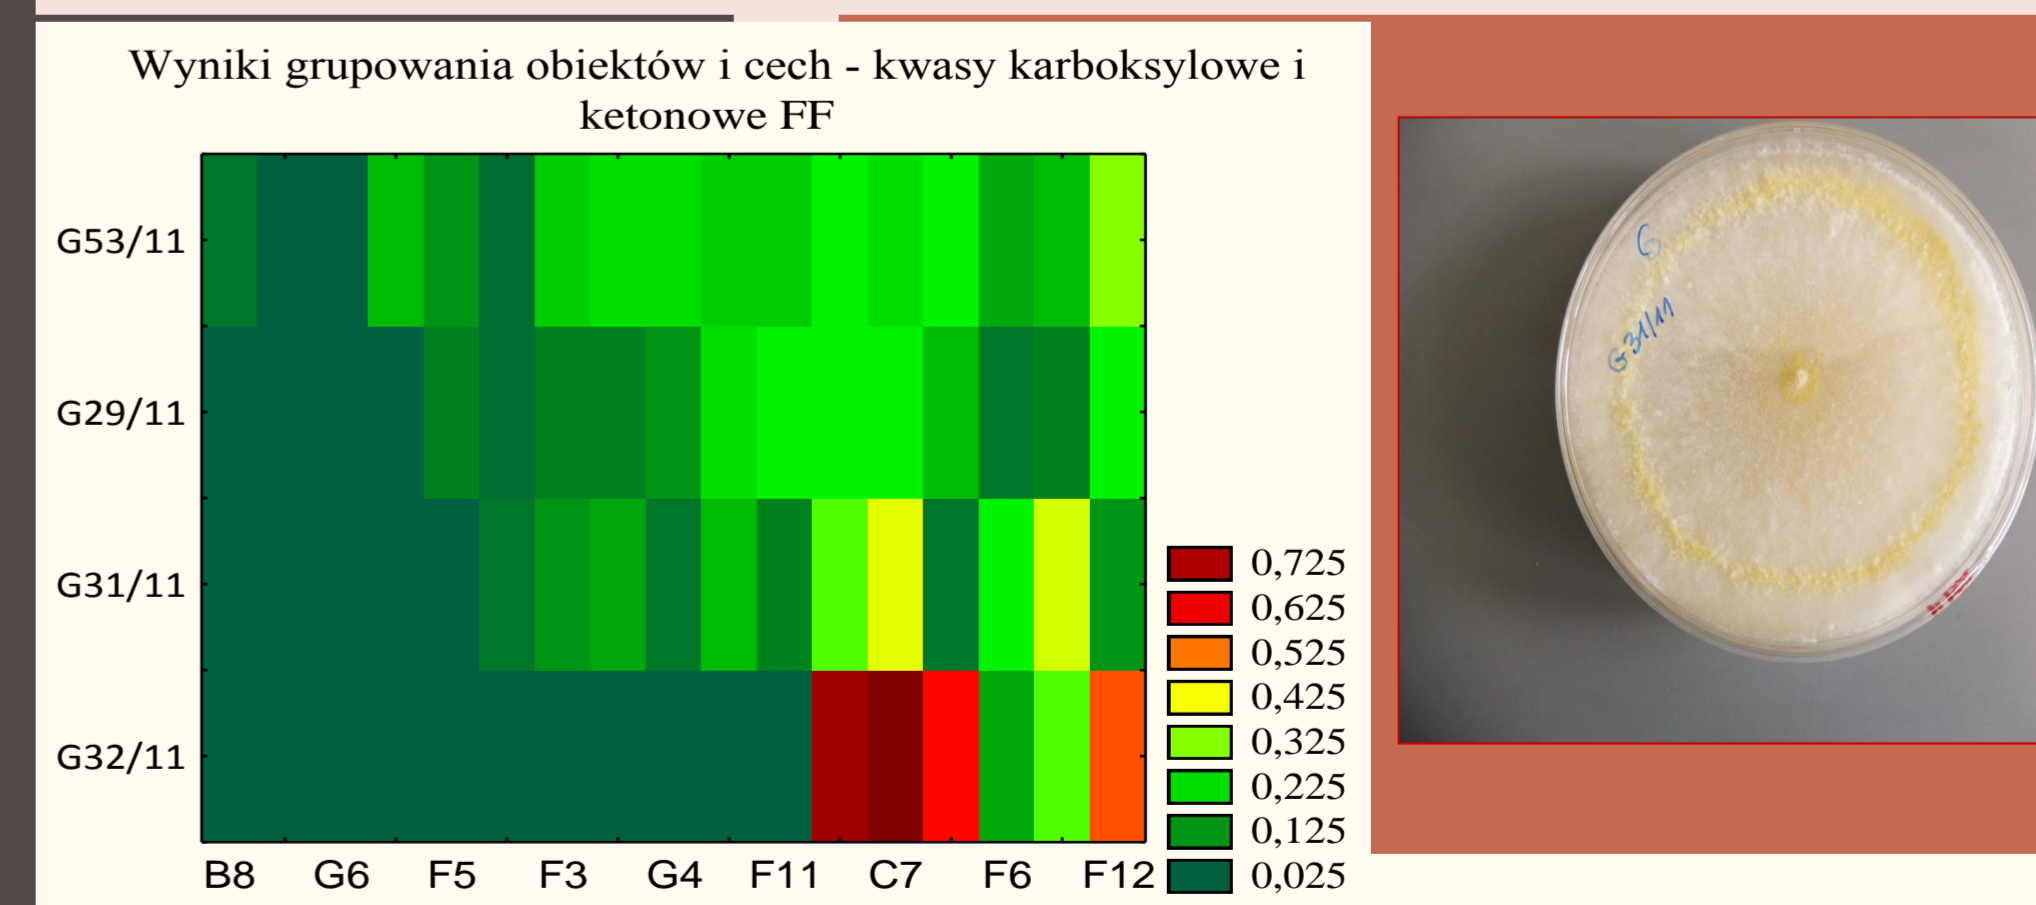 Wyniki grupowania obiektów i cech - kwasy karboksylowe i
ketonowe FF
G53/11
G29/11
G31/11
G32/11
B8 G6 F5 F3 G4 F11 C7 F6 F12
0,725
0,625
0,525
0,425
0,325
0,225
0,125
0,025
G
G31/11